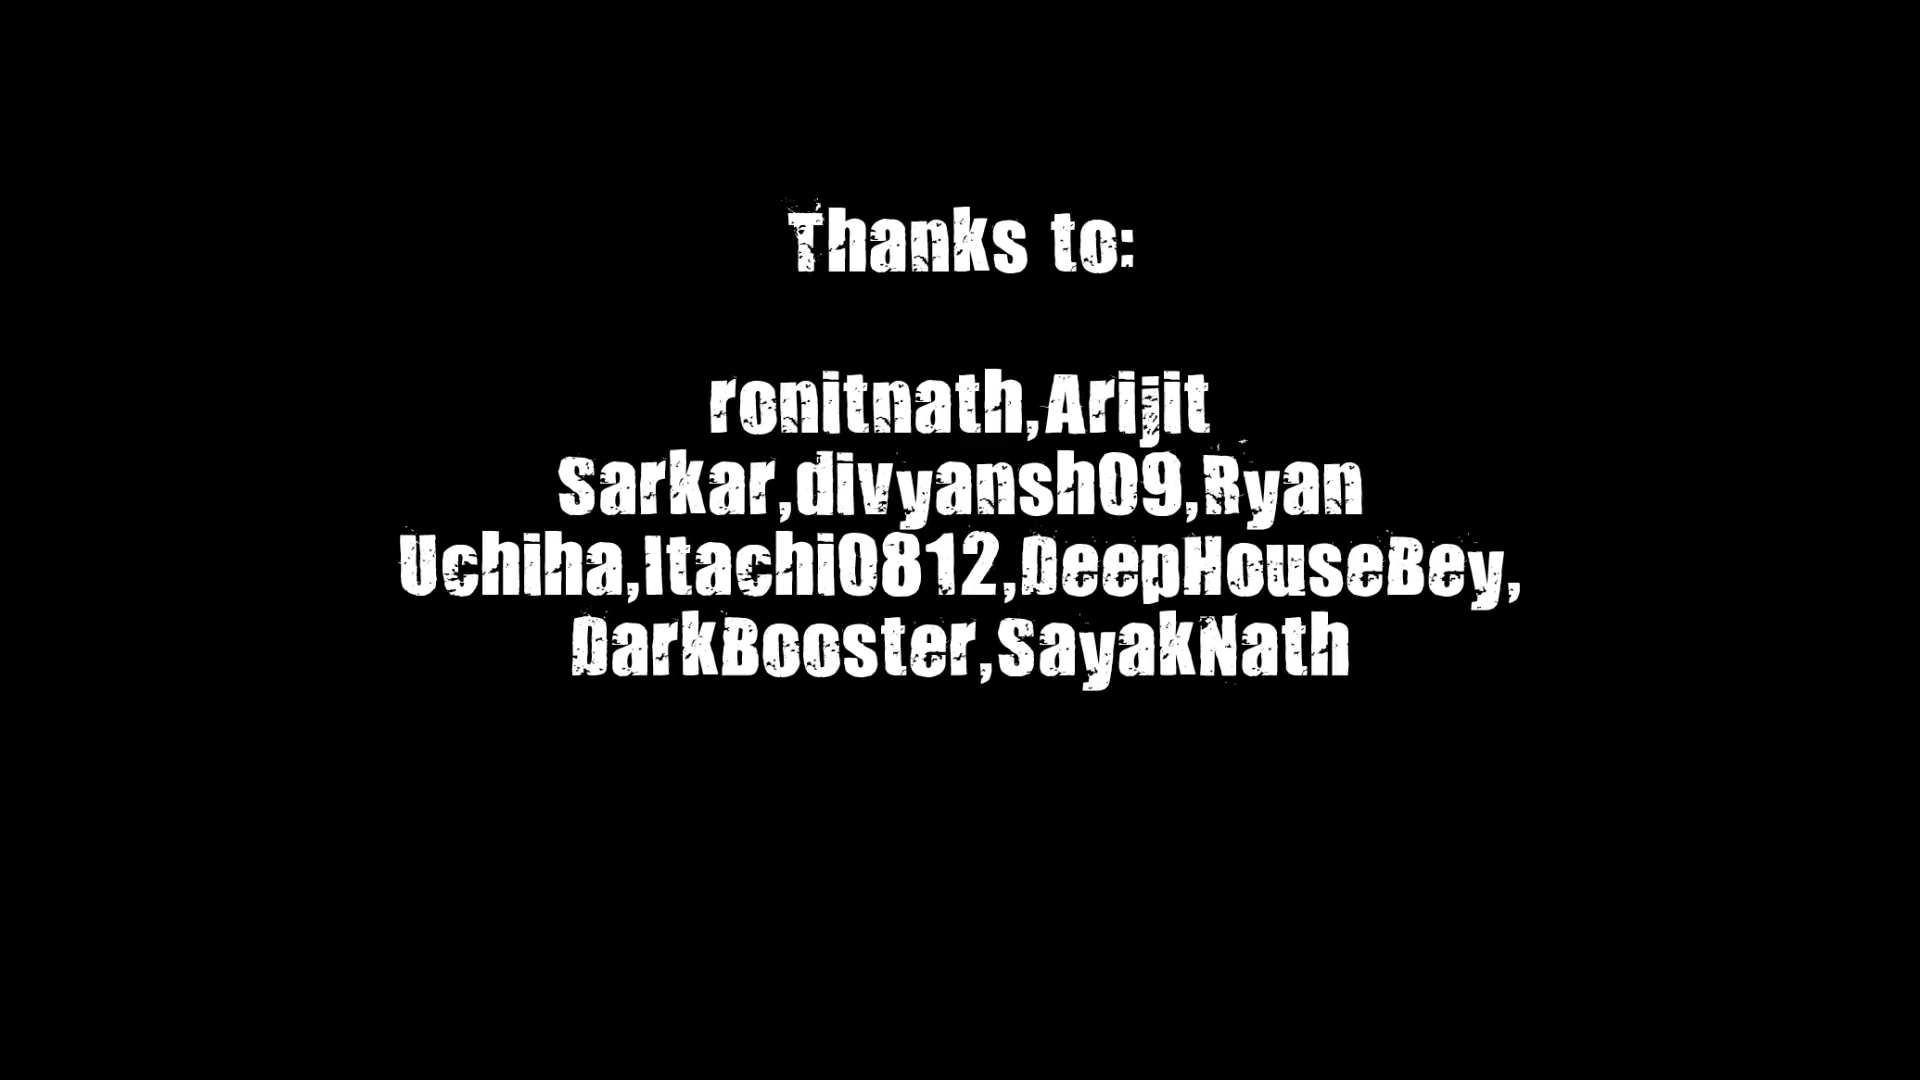 Thanks to:
ronitnath,Arijit
Sarkar,divyansh09,Ryan
Uchiha,Itachi0812,DeepHouseBey,
DarkBooster,SayakNath